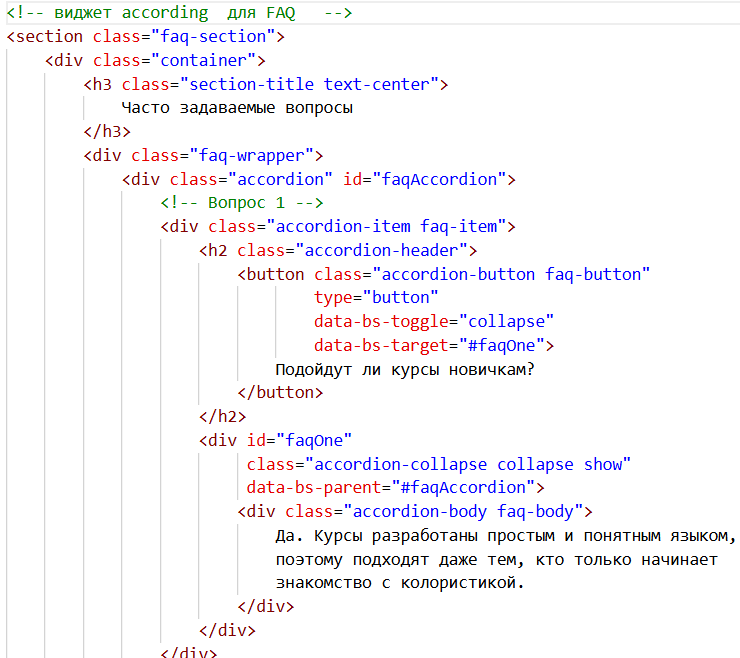 <!-- виджет according  для FAQ   -->
<section class="faq-section">
    <div class="container">
        <h3 class="section-title text-center">
            Часто задаваемые вопросы
        </h3>
        <div class="faq-wrapper">
            <div class="accordion" id="faqAccordion">
                <!-- Вопрос 1 -->
                <div class="accordion-item faq-item">
                    <h2 class="accordion-header">
                        <button class="accordion-button faq-button"
                                type="button"
                                data-bs-toggle="collapse"
                                data-bs-target="#faqOne">
                            Подойдут ли курсы новичкам?
                        </button>
                    </h2>
                    <div id="faqOne"
                         class="accordion-collapse collapse show"
                         data-bs-parent="#faqAccordion">
                        <div class="accordion-body faq-body">
                            Да. Курсы разработаны простым и понятным языком,
                            поэтому подходят даже тем, кто только начинает
                            знакомство с колористикой.
                        </div>
                    </div>
                </div>